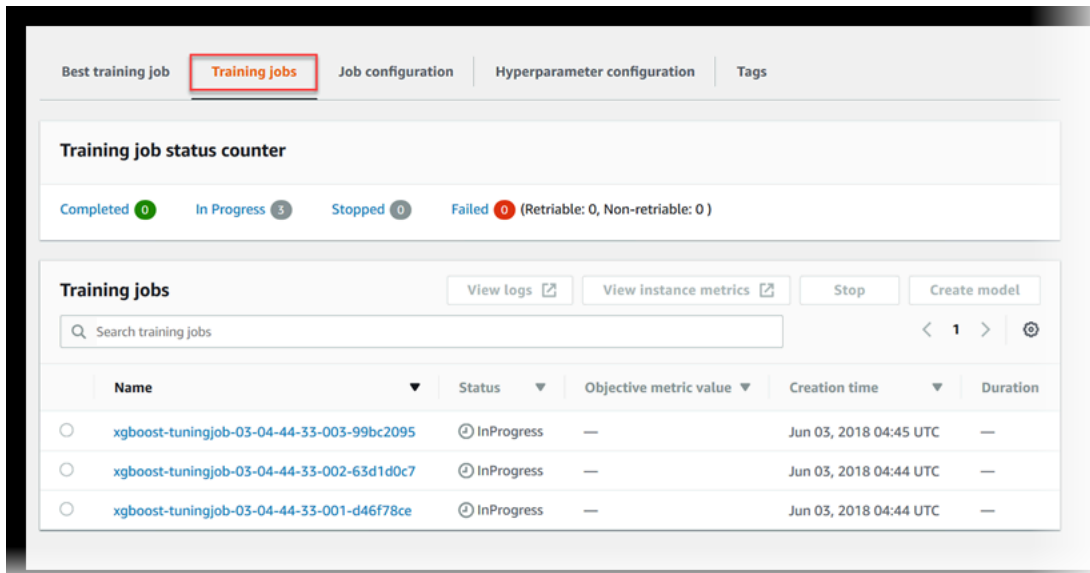 Best training job Training jobs Job configuration Hyperparameter configuration Tags
Training job status counter
Completed 0 In Progress 3 Stopped 0 Failed 0 (Retriable: 0, Non-retriable: 0 )
Training jobs View logs View instance metrics Stop Create model
Search training jobs 1
Name Status Objective metric value Creation time Duration
xgboost-tuningjob-03-04-44-33-003-99bc2095 InProgress — Jun 03, 2018 04:45 UTC —
xgboost-tuningjob-03-04-44-33-002-63d1d0c7 InProgress — Jun 03, 2018 04:44 UTC —
xgboost-tuningjob-03-04-44-33-001-d46f78ce InProgress — Jun 03, 2018 04:44 UTC —